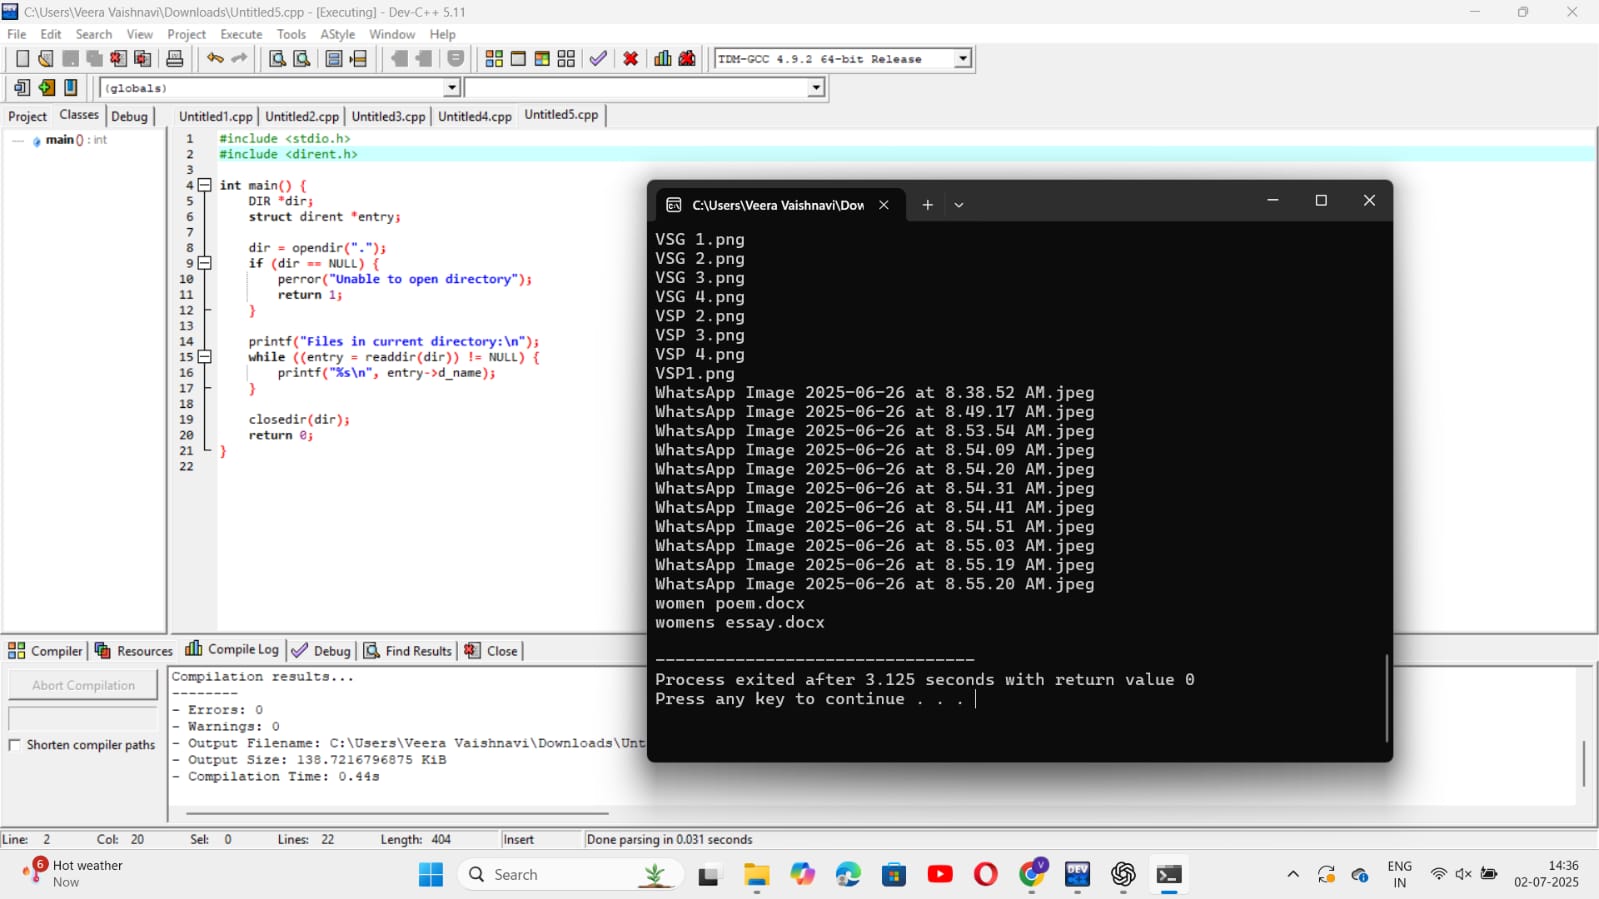 C:\Users\Veera Vaishnavi\Downloads\Untitled5.cpp - [Executing] - Dev-C++ 5.11
File Edit Search View Project Execute Tools AStyle Window Help
TDM-GCC 4.9.2 64-bit Release
(globals)
Project Classes Debug
Untitled1.cpp Untitled2.cpp Untitled3.cpp Untitled4.cpp Untitled5.cpp
main() : int
1 #include <stdio.h>
2 #include <dirent.h>
3
4 int main() {
5 DIR *dir;
6 struct dirent *entry;
7
8 dir = opendir(".");
9 if (dir == NULL) {
10 perror("Unable to open directory");
11 return 1;
12 }
13
14 printf("Files in current directory:\n");
15 while ((entry = readdir(dir)) != NULL) {
16 printf("%s\n", entry->d_name);
17 }
18
19 closedir(dir);
20 return 0;
21 }
22
C:\Users\Veera Vaishnavi\Dow
VSG 1.png
VSG 2.png
VSG 3.png
VSG 4.png
VSP 2.png
VSP 3.png
VSP 4.png
VSP1.png
WhatsApp Image 2025-06-26 at 8.38.52 AM.jpeg
WhatsApp Image 2025-06-26 at 8.49.17 AM.jpeg
WhatsApp Image 2025-06-26 at 8.53.54 AM.jpeg
WhatsApp Image 2025-06-26 at 8.54.09 AM.jpeg
WhatsApp Image 2025-06-26 at 8.54.20 AM.jpeg
WhatsApp Image 2025-06-26 at 8.54.31 AM.jpeg
WhatsApp Image 2025-06-26 at 8.54.41 AM.jpeg
WhatsApp Image 2025-06-26 at 8.54.51 AM.jpeg
WhatsApp Image 2025-06-26 at 8.55.03 AM.jpeg
WhatsApp Image 2025-06-26 at 8.55.19 AM.jpeg
WhatsApp Image 2025-06-26 at 8.55.20 AM.jpeg
women poem.docx
womens essay.docx
--------------------------------
Process exited after 3.125 seconds with return value 0
Press any key to continue . . .
Compiler Resources Compile Log Debug Find Results Close
Abort Compilation
Shorten compiler paths
Compilation results...
--------
- Errors: 0
- Warnings: 0
- Output Filename: C:\Users\Veera Vaishnavi\Downloads\Unt
- Output Size: 138.7216796875 KiB
- Compilation Time: 0.44s
Line: 2 Col: 20 Sel: 0 Lines: 22 Length: 404 Insert Done parsing in 0.031 seconds
6
Hot weather
Now
Search
V
DEV
ENG
IN
14:36
02-07-2025